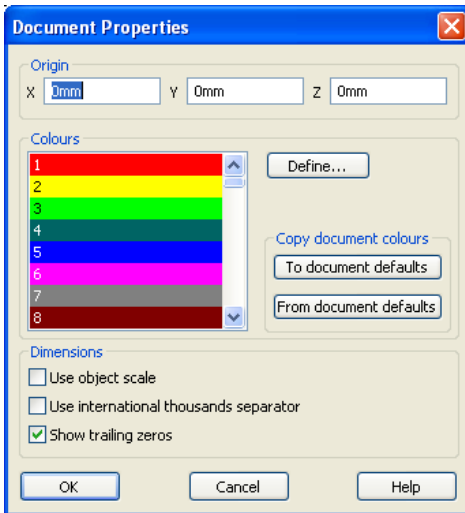 Document Properties
Origin
X 0mm Y 0mm Z 0mm
Colours
1
2
3
4
5
6
7
8
Define...
Copy document colours
To document defaults
From document defaults
Dimensions
Use object scale
Use international thousands separator
Show trailing zeros
OK Cancel Help